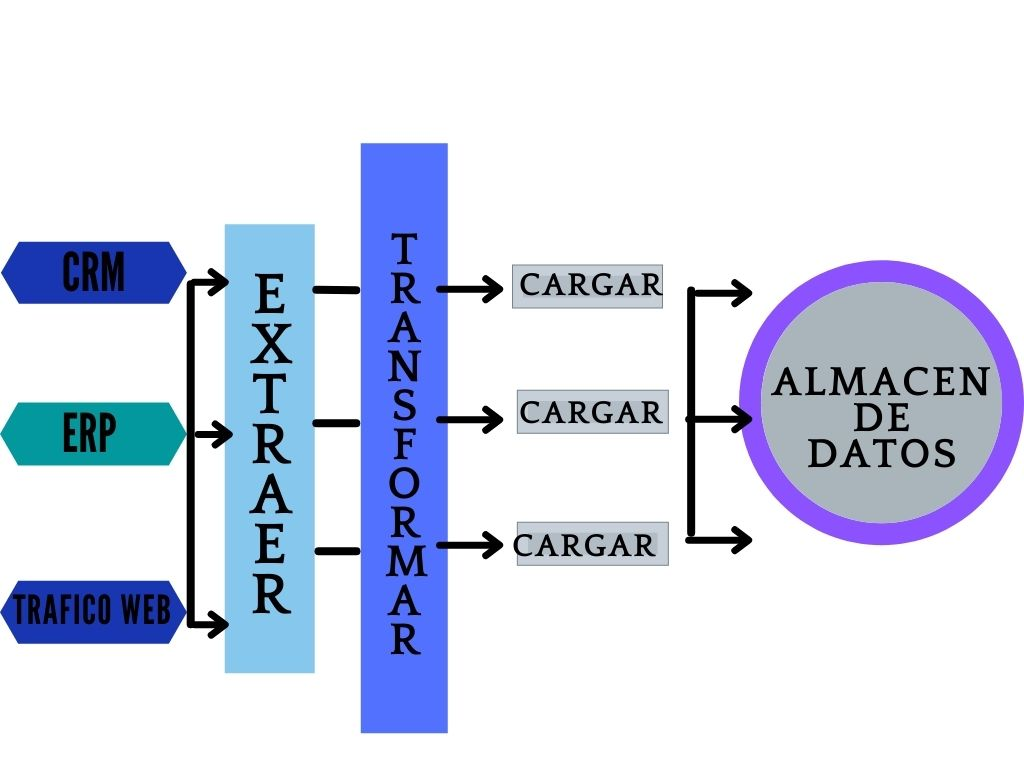 CRM
ERP
TRAFICO WEB
EXTRAER
TRANSFORMAR
CARGAR
CARGAR
CARGAR
ALMACEN
DE
DATOS